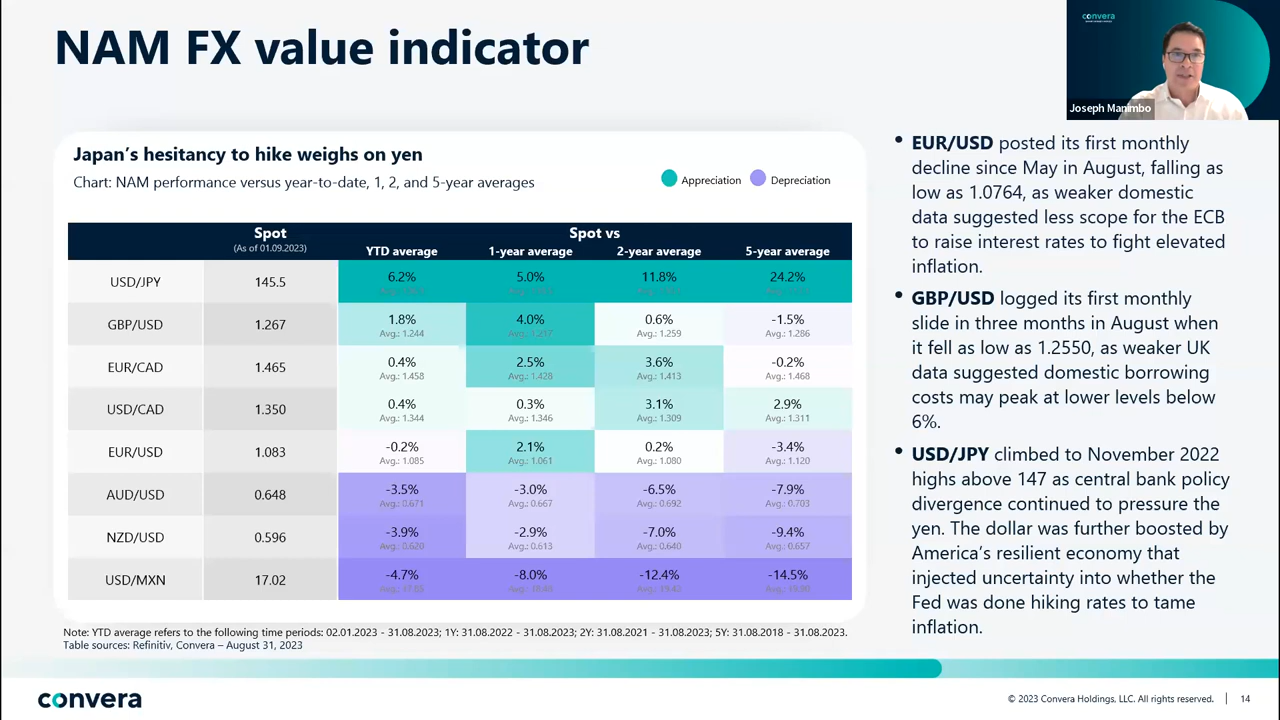 NAM FX value indicator
convera
Joseph Manimbo
Japan's hesitancy to hike weighs on yen
Chart: NAM performance versus year-to-date, 1, 2, and 5-year averages
Appreciation Depreciation
Spot Spot vs
(As of 01.09.2023) YTD average 1-year average 2-year average 5-year average
USD/JPY 145.5 6.2% 5.0% 11.8% 24.2%
GBP/USD 1.267 1.8% 4.0% 0.6% -1.5%
Avg.: 1.244 Avg.: 1.217 Avg.: 1.259 Avg.: 1.286
EUR/CAD 1.465 0.4% 2.5% 3.6% -0.2%
Avg.: 1.458 Avg.: 1.428 Avg.: 1.413 Avg.: 1.468
USD/CAD 1.350 0.4% 0.3% 3.1% 2.9%
Avg.: 1.344 Avg.: 1.346 Avg.: 1.309 Avg.: 1.311
EUR/USD 1.083 -0.2% 2.1% 0.2% -3.4%
Avg.: 1.085 Avg.: 1.061 Avg.: 1.080 Avg.: 1.120
AUD/USD 0.648 -3.5% -3.0% -6.5% -7.9%
Avg.: 0.671 Avg.: 0.667 Avg.: 0.692 Avg.: 0.703
NZD/USD 0.596 -3.9% -2.9% -7.0% -9.4%
Avg.: 0.620 Avg.: 0.613 Avg.: 0.640 Avg.: 0.657
USD/MXN 17.02 -4.7% -8.0% -12.4% -14.5%
Note: YTD average refers to the following time periods: 02.01.2023 - 31.08.2023; 1Y: 31.08.2022 - 31.08.2023; 2Y: 31.08.2021 - 31.08.2023; 5Y: 31.08.2018 - 31.08.2023.
Table sources: Refinitiv, Convera – August 31, 2023
• EUR/USD posted its first monthly
decline since May in August, falling as
low as 1.0764, as weaker domestic
data suggested less scope for the ECB
to raise interest rates to fight elevated
inflation.
• GBP/USD logged its first monthly
slide in three months in August when
it fell as low as 1.2550, as weaker UK
data suggested domestic borrowing
costs may peak at lower levels below
6%.
• USD/JPY climbed to November 2022
highs above 147 as central bank policy
divergence continued to pressure the
yen. The dollar was further boosted by
America's resilient economy that
injected uncertainty into whether the
Fed was done hiking rates to tame
inflation.
convera
© 2023 Convera Holdings, LLC. All rights reserved. | 14